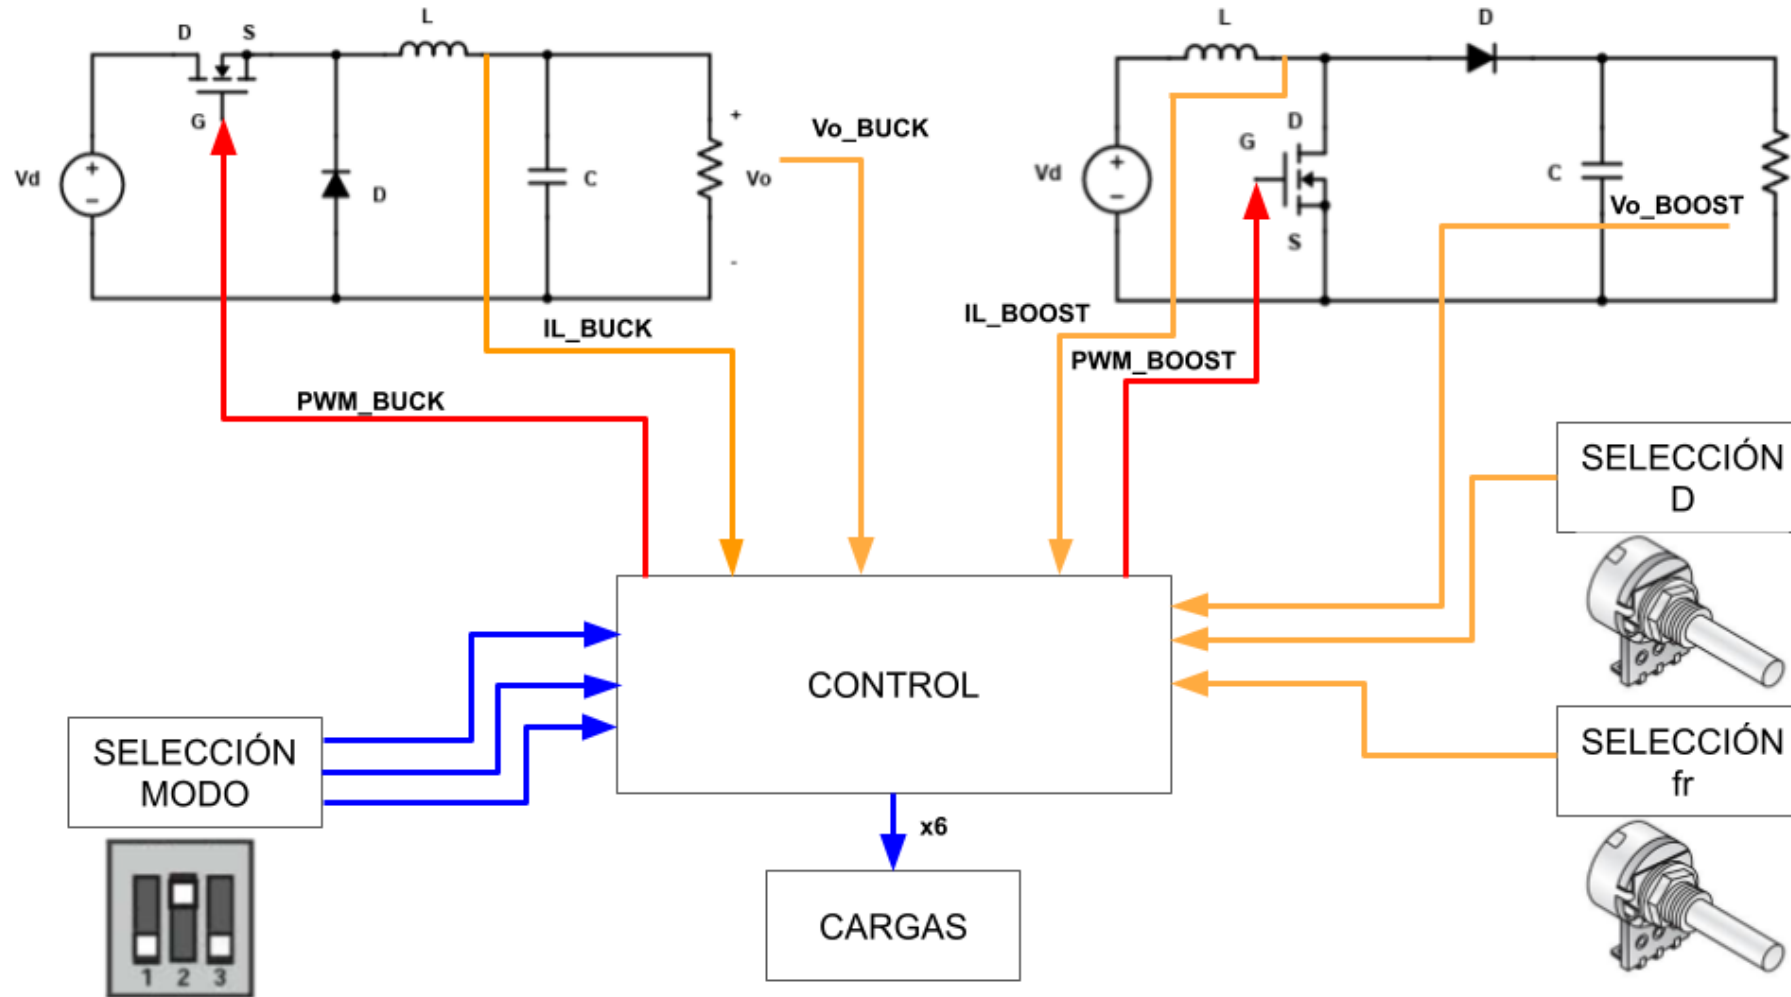 L
D
S
G
Vd
+
−
D
C
+
Vo
-
Vo_BUCK
IL_BUCK
PWM_BUCK
L
D
Vd
+
−
G
D
S
C
Vo_BOOST
IL_BOOST
PWM_BOOST
SELECCIÓN
D
SELECCIÓN
MODO
1 2 3
CONTROL
x6
CARGAS
SELECCIÓN
fr